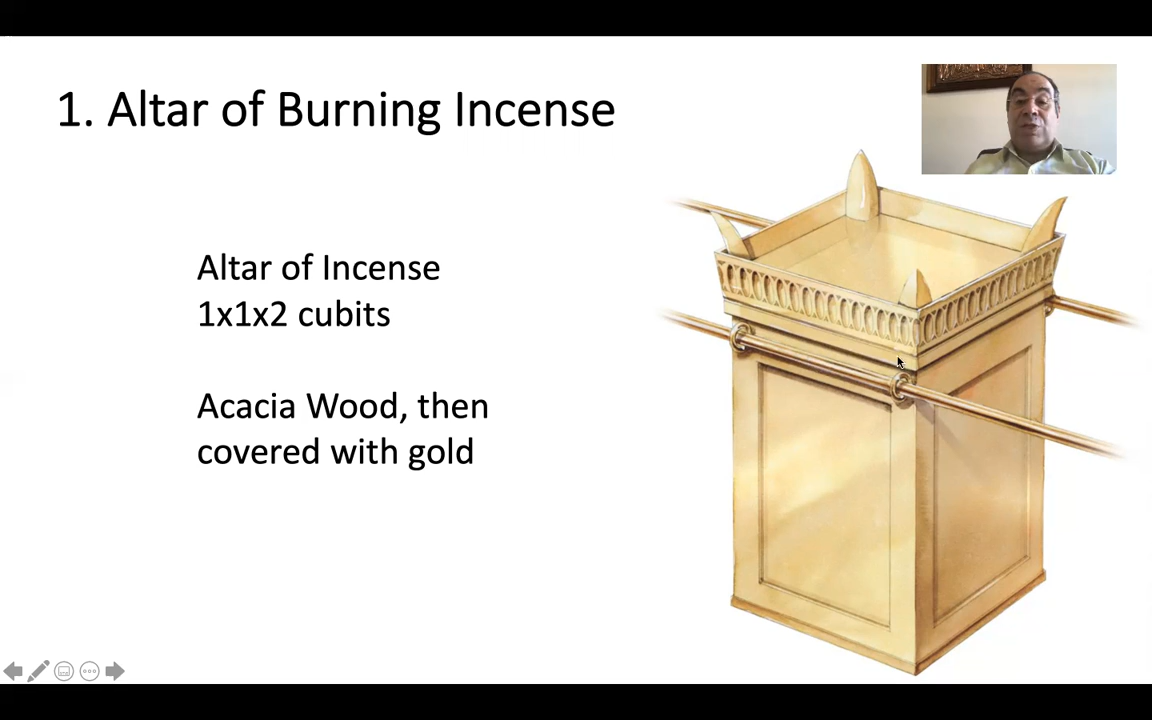 1. Altar of Burning Incense
Altar of Incense
1x1x2 cubits
Acacia Wood, then
covered with gold